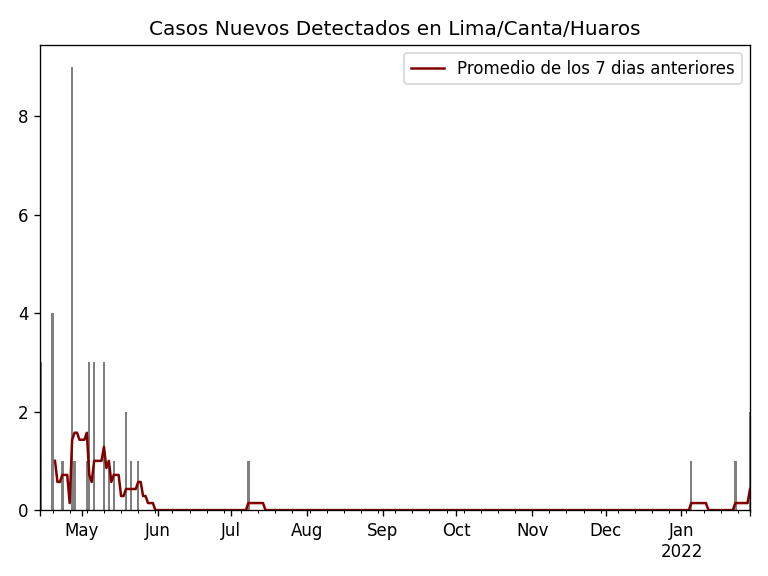 Casos Nuevos Detectados en Lima/Canta/Huaros
Promedio de los 7 dias anteriores
8
6
4
2
0
May Jun Jul Aug Sep Oct Nov Dec Jan
2022